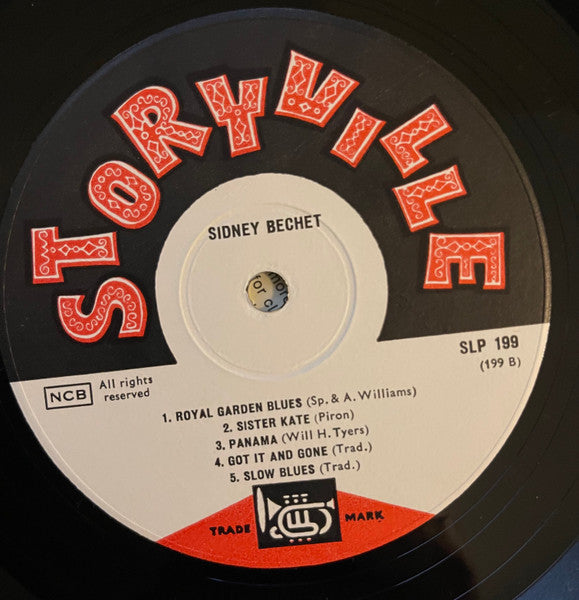 STORYVILLE
SIDNEY BECHET
for
SLP 199
(199 B)
NCB
All rights
reserved
1. ROYAL GARDEN BLUES (Sp. & A. Williams)
2. SISTER KATE (Piron)
3. PANAMA (Will H. Tyers)
4. GOT IT AND GONE (Trad.)
5. SLOW BLUES (Trad.)
TRADE MARK